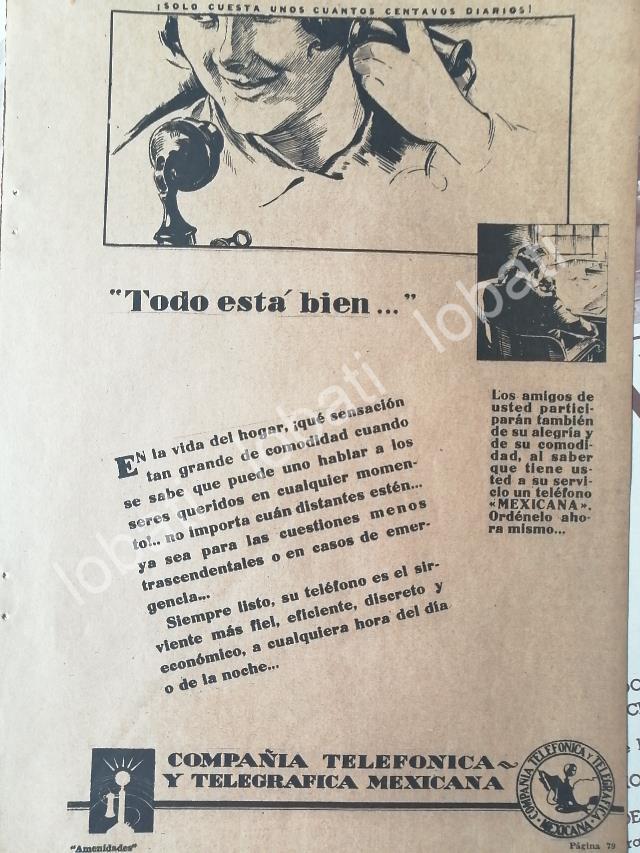 ¡SOLO CUESTA UNOS CUANTOS CENTAVOS DIARIOS!
"Todo está bien..."
EN la vida del hogar, ¡qué sensación
tan grande de comodidad cuando
se sabe que puede uno hablar a los
seres queridos en cualquier momen-
to!.. no importa cuán distantes estén...
ya sea para las cuestiones menos
trascendentales o en casos de emer-
gencia...
Siempre listo, su teléfono es el sir-
viente más fiel, eficiente, discreto y
económico, a cualquiera hora del día
o de la noche...
Los amigos de
usted partici-
parán también
de su alegría y
de su comodi-
dad, al saber
que tiene us-
ted a su servi-
cio un teléfono
«MEXICANA».
Ordénelo aho-
ra mismo...
COMPAÑIA TELEFONICA
Y TELEGRAFICA MEXICANA
COMPAÑIA TELEFONICA Y TELEGRAFICA
MEXICANA
"Amenidades"
Página 79
lobati
lobati
lobati
lobati